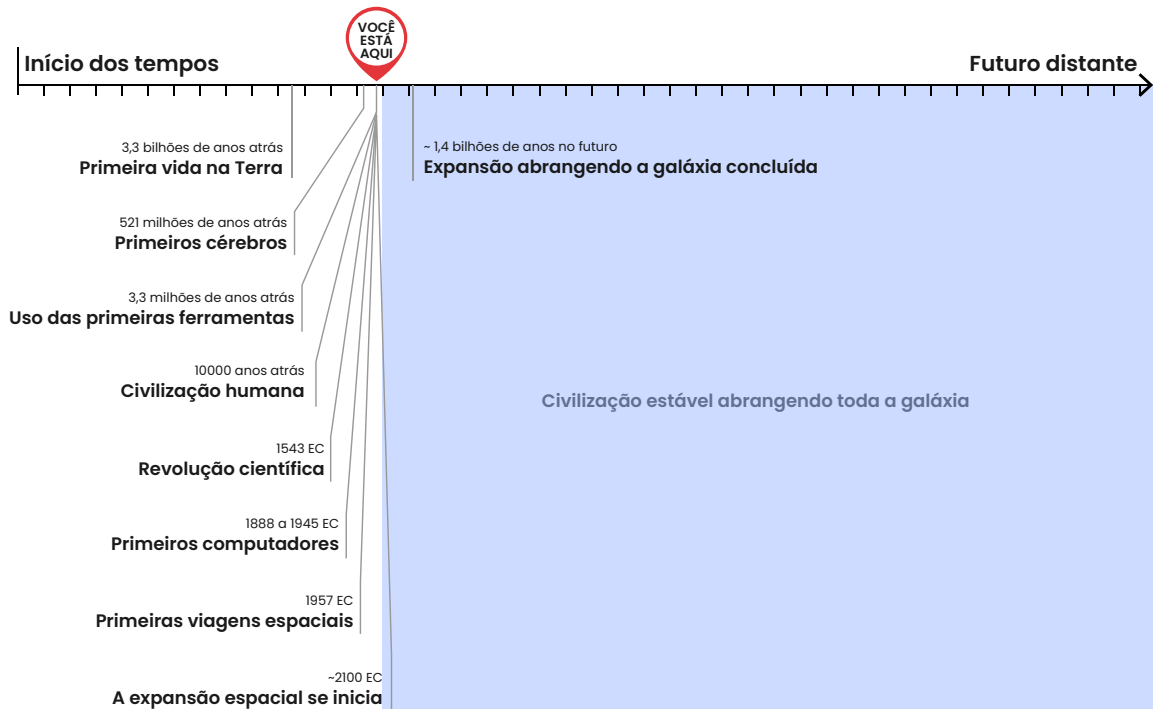 VOCÊ
ESTÁ
AQUI
Início dos tempos
Futuro distante
3,3 bilhões de anos atrás
Primeira vida na Terra
~ 1,4 bilhões de anos no futuro
Expansão abrangendo a galáxia concluída
521 milhões de anos atrás
Primeiros cérebros
3,3 milhões de anos atrás
Uso das primeiras ferramentas
10000 anos atrás
Civilização humana
Civilização estável abrangendo toda a galáxia
1543 EC
Revolução científica
1888 a 1945 EC
Primeiros computadores
1957 EC
Primeiras viagens espaciais
~2100 EC
A expansão espacial se inicia